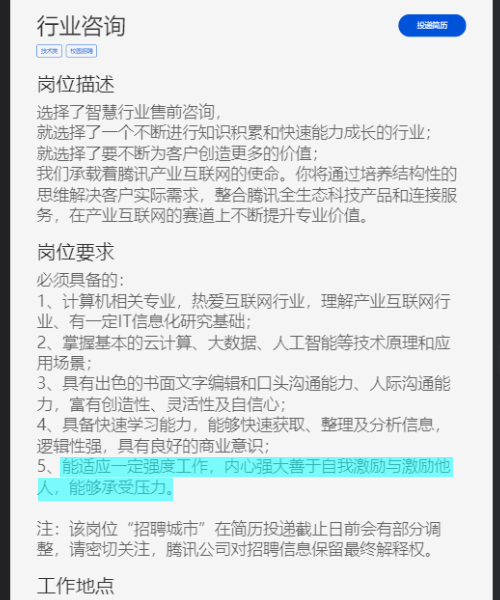 行业咨询
投递简历
技术类 校园招聘
岗位描述
选择了智慧行业售前咨询，
就选择了一个不断进行知识积累和快速能力成长的行业；
就选择了要不断为客户创造更多的价值；
我们承载着腾讯产业互联网的使命。你将通过培养结构性的
思维解决客户实际需求，整合腾讯全生态科技产品和连接服
务，在产业互联网的赛道上不断提升专业价值。
岗位要求
必须具备的：
1、计算机相关专业，热爱互联网行业，理解产业互联网行
业、有一定IT信息化研究基础；
2、掌握基本的云计算、大数据、人工智能等技术原理和应
用场景；
3、具有出色的书面文字编辑和口头沟通能力、人际沟通能
力，富有创造性、灵活性及自信心；
4、具备快速学习能力，能够快速获取、整理及分析信息，
逻辑性强，具有良好的商业意识；
5、能适应一定强度工作，内心强大善于自我激励与激励他
人，能够承受压力。
注：该岗位“招聘城市”在简历投递截止日前会有部分调
整，请密切关注，腾讯公司对招聘信息保留最终解释权。
工作地点